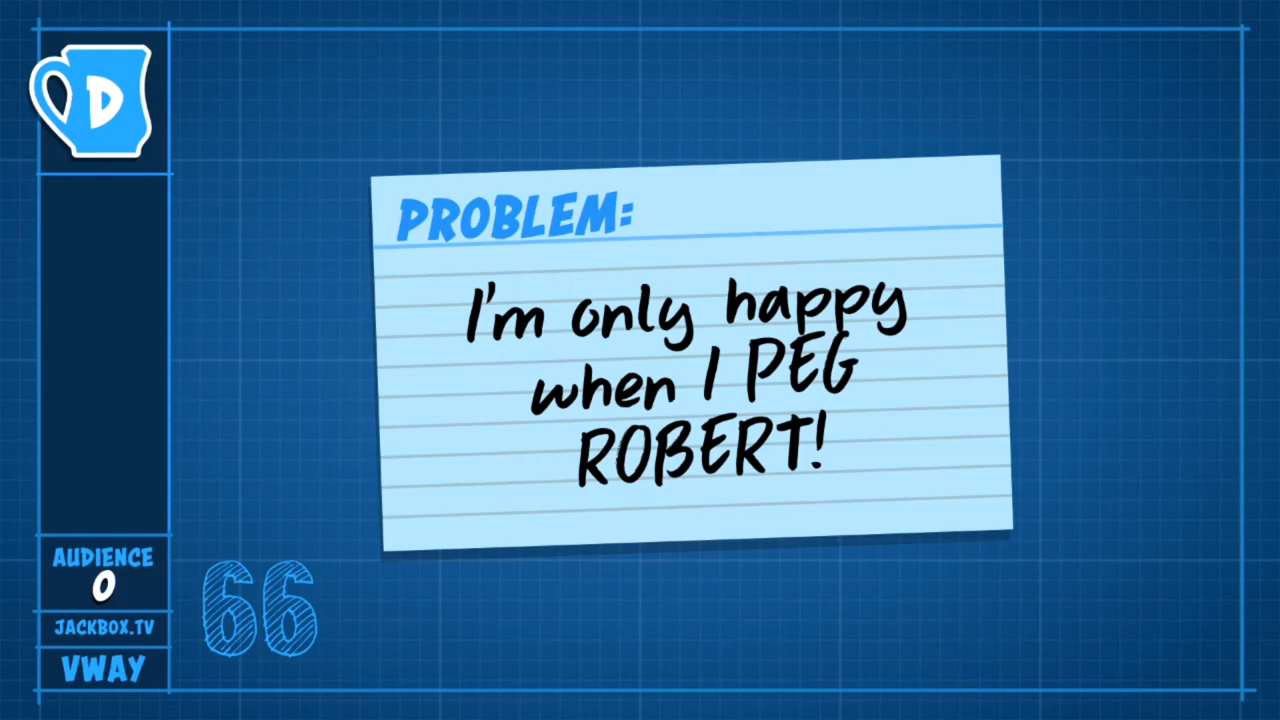 D
PROBLEM:
I'm only happy
when I PEG
ROBERT!
AUDIENCE
0
JACKBOX.TV
VWAY
66